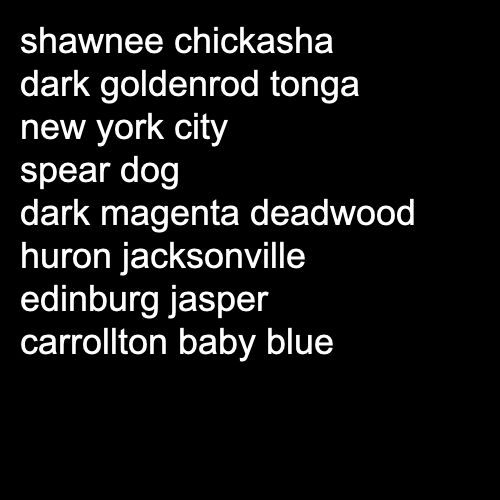 shawnee chickasha
dark goldenrod tonga
new york city
spear dog
dark magenta deadwood
huron jacksonville
edinburg jasper
carrollton baby blue